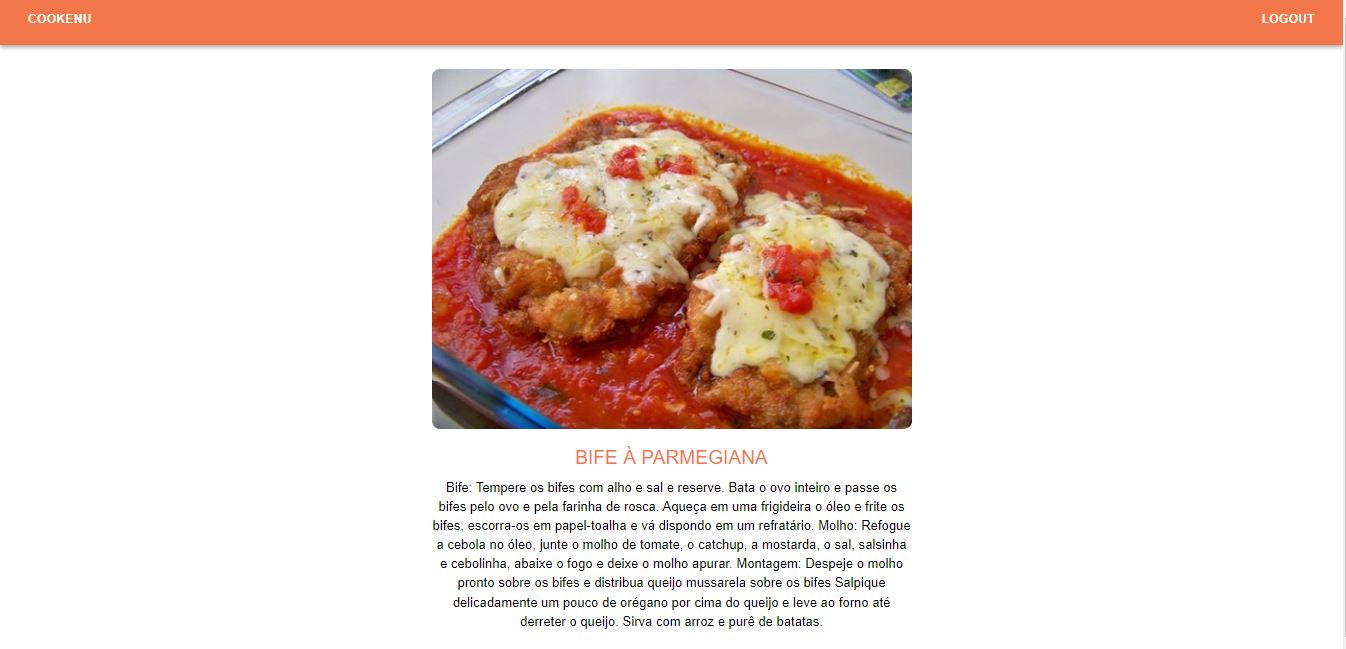 COOKENU
LOGOUT
BIFE À PARMEGIANA
Bife: Tempere os bifes com alho e sal e reserve. Bata o ovo inteiro e passe os
bifes pelo ovo e pela farinha de rosca. Aqueça em uma frigideira o óleo e frite os
bifes, escorra-os em papel-toalha e vá dispondo em um refratário. Molho: Refogue
a cebola no óleo, junte o molho de tomate, o catchup, a mostarda, o sal, salsinha
e cebolinha, abaixe o fogo e deixe o molho apurar. Montagem: Despeje o molho
pronto sobre os bifes e distribua queijo mussarela sobre os bifes Salpique
delicadamente um pouco de orégano por cima do queijo e leve ao forno até
derreter o queijo. Sirva com arroz e purê de batatas.